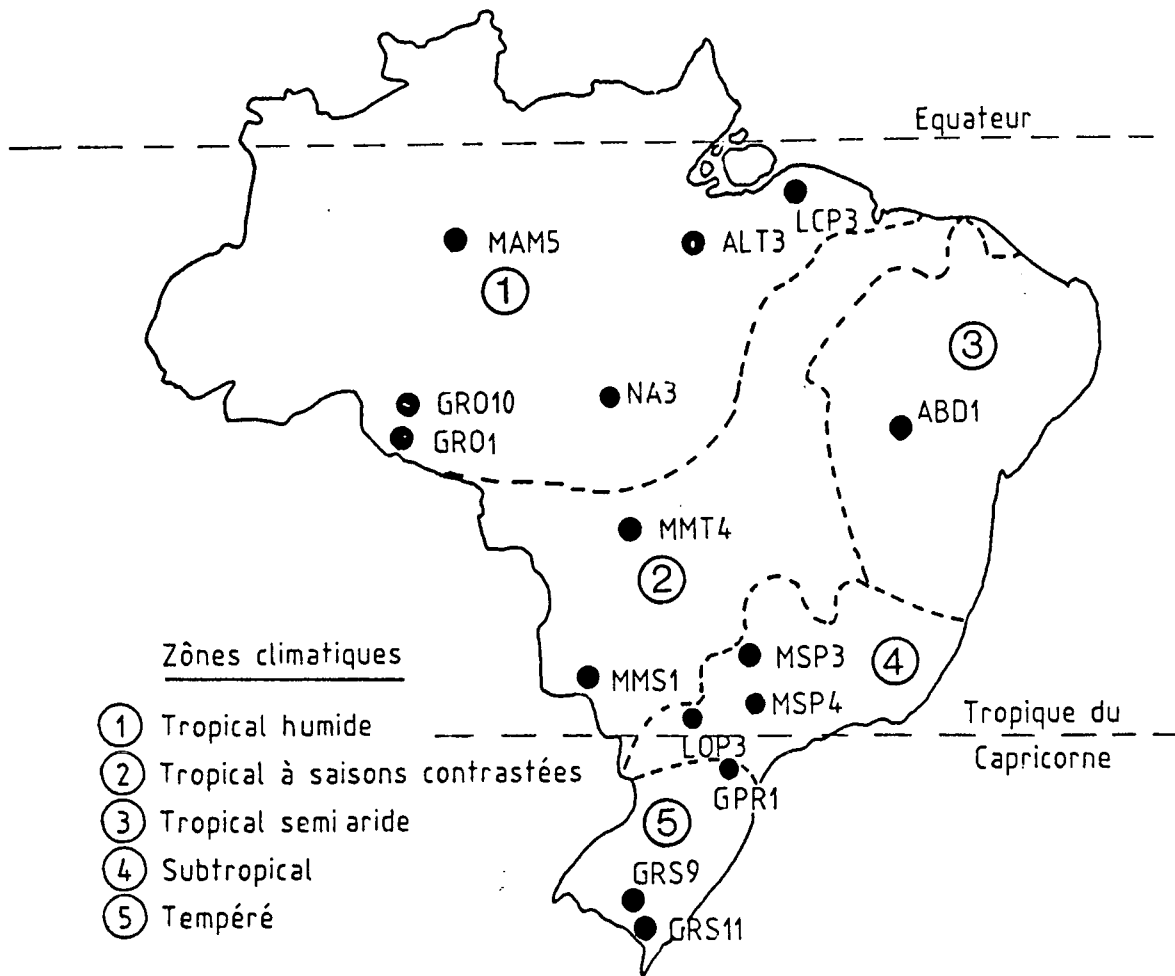 Equateur
LCP3
MAM5
ALT3
1
3
NA3
GRO10
ABD1
GRO1
MMT4
2
MSP3
4
MMS1
MSP4
LOP3
Tropique du
Capricorne
GPR1
5
GRS9
GRS11
Zônes climatiques
1 Tropical humide
2 Tropical à saisons contrastées
3 Tropical semi aride
4 Subtropical
5 Tempéré